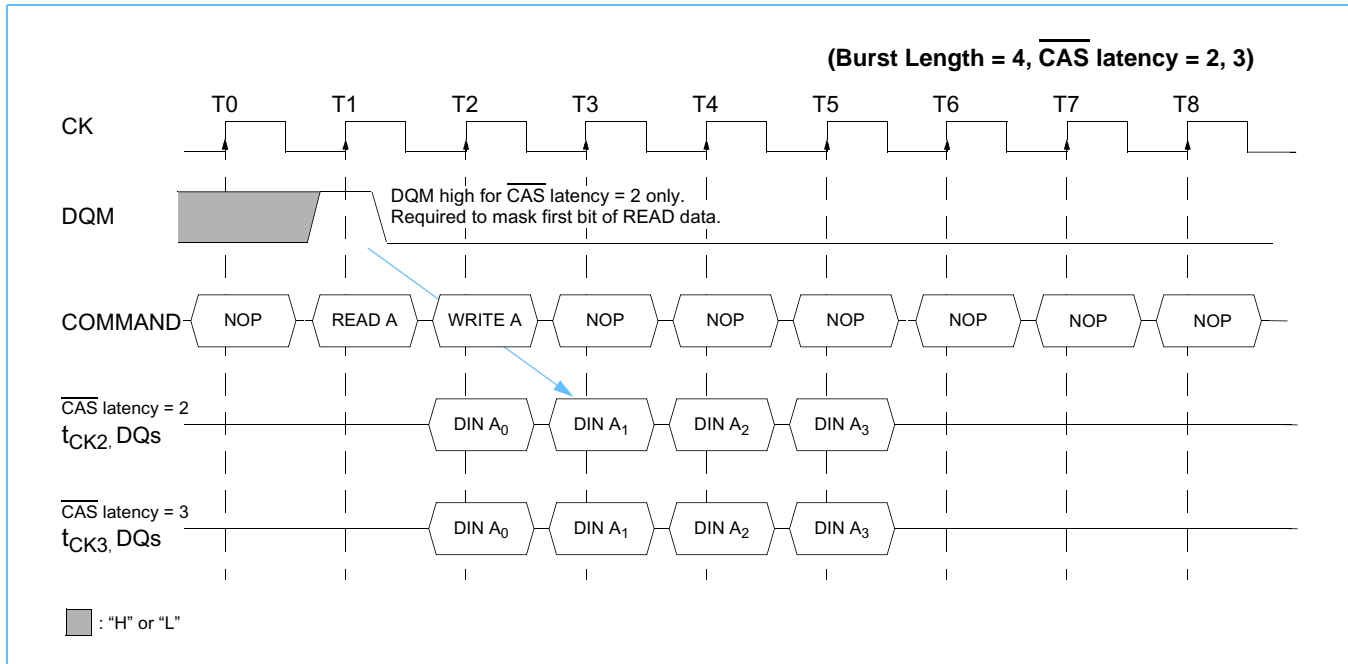 (Burst Length = 4, CAS latency = 2, 3)
T0 T1 T2 T3 T4 T5 T6 T7 T8
CK
DQM
DQM high for CAS latency = 2 only.
Required to mask first bit of READ data.
COMMAND NOP READ A WRITE A NOP NOP NOP NOP NOP NOP
CAS latency = 2
tCK2, DQs DIN A0 DIN A1 DIN A2 DIN A3
CAS latency = 3
tCK3, DQs DIN A0 DIN A1 DIN A2 DIN A3
: “H” or “L”